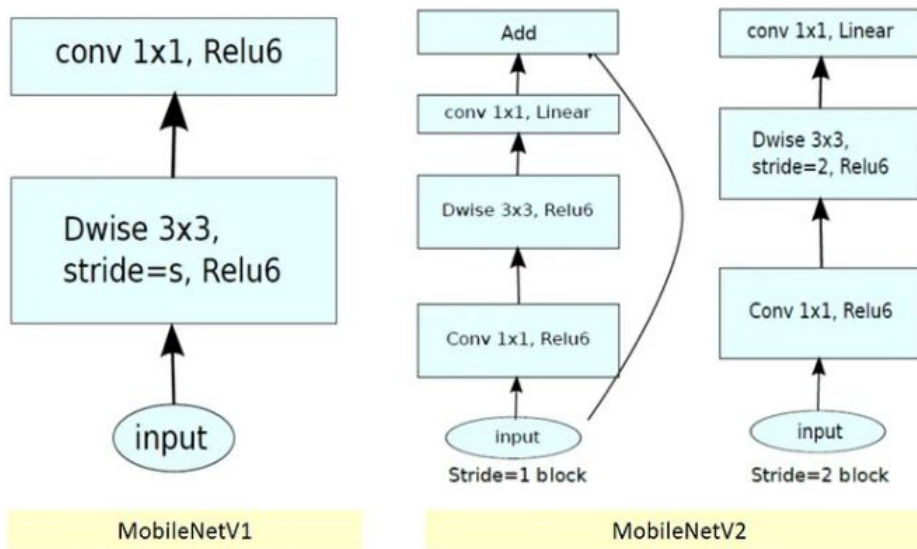 conv 1x1, Relu6
Dwise 3x3,
stride=s, Relu6
input
MobileNetV1
Add
conv 1x1, Linear
Dwise 3x3, Relu6
Conv 1x1, Relu6
input
Stride=1 block
conv 1x1, Linear
Dwise 3x3,
stride=2, Relu6
Conv 1x1, Relu6
input
Stride=2 block
MobileNetV2